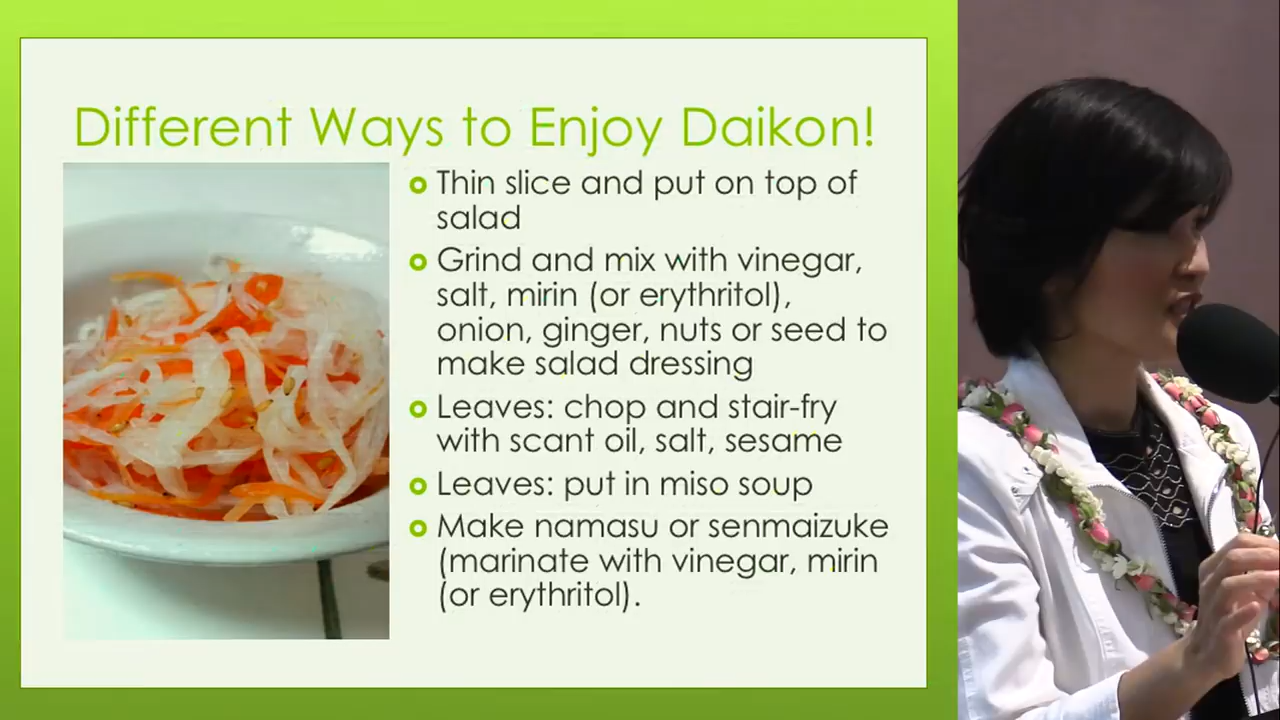 Different Ways to Enjoy Daikon!
Thin slice and put on top of
salad
Grind and mix with vinegar,
salt, mirin (or erythritol),
onion, ginger, nuts or seed to
make salad dressing
Leaves: chop and stair-fry
with scant oil, salt, sesame
Leaves: put in miso soup
Make namasu or senmaizuke
(marinate with vinegar, mirin
(or erythritol).